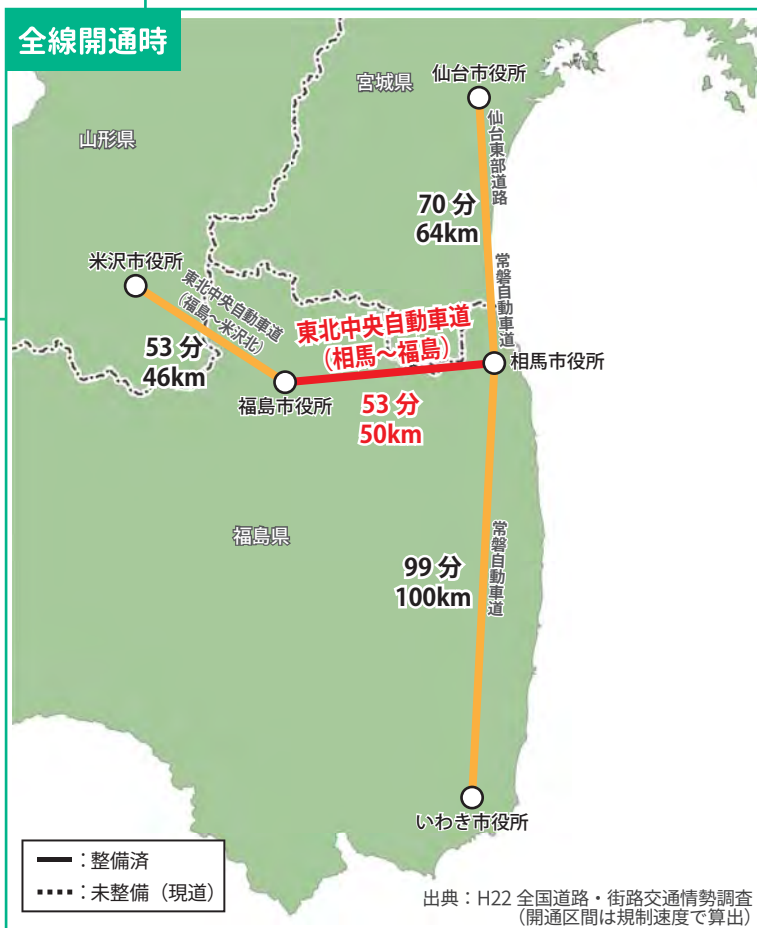 全線開通時
仙台市役所
宮城県
仙台東部道路
山形県
70 分
64km
米沢市役所
常磐自動車道
東北中央自動車道
（福島～米沢北）
東北中央自動車道
（相馬～福島）
53 分
46km
相馬市役所
福島市役所
53 分
50km
常磐自動車道
福島県
99 分
100km
いわき市役所
：整備済
：未整備（現道）
出典：H22 全国道路・街路交通情勢調査
（開通区間は規制速度で算出）